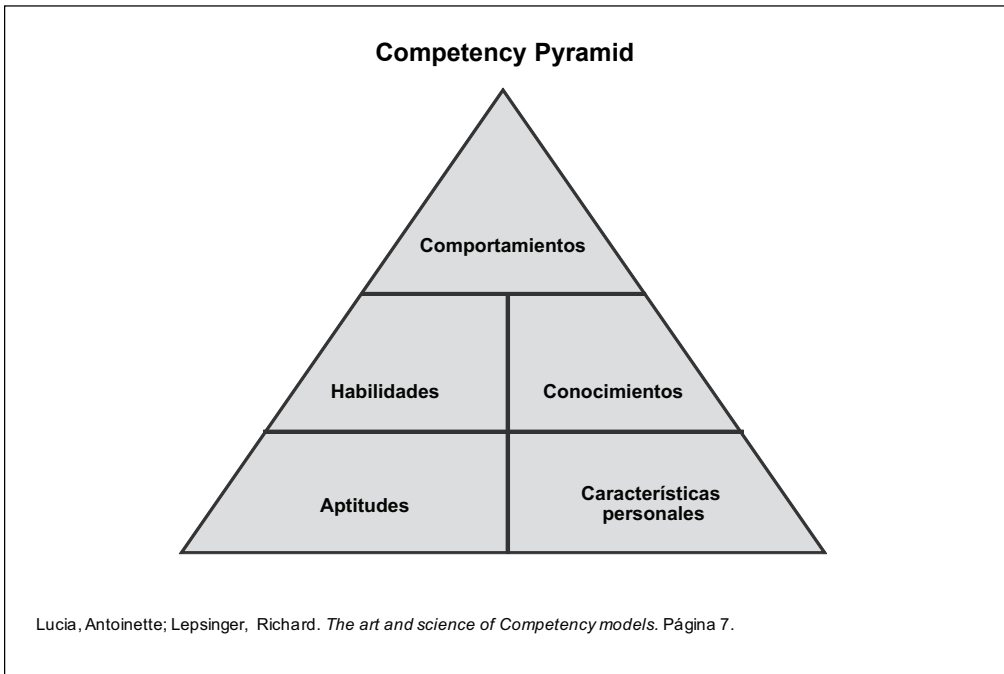 Competency Pyramid
Comportamientos
Habilidades
Conocimientos
Aptitudes
Características
personales
Lucia, Antoinette; Lepsinger, Richard. The art and science of Competency models. Página 7.